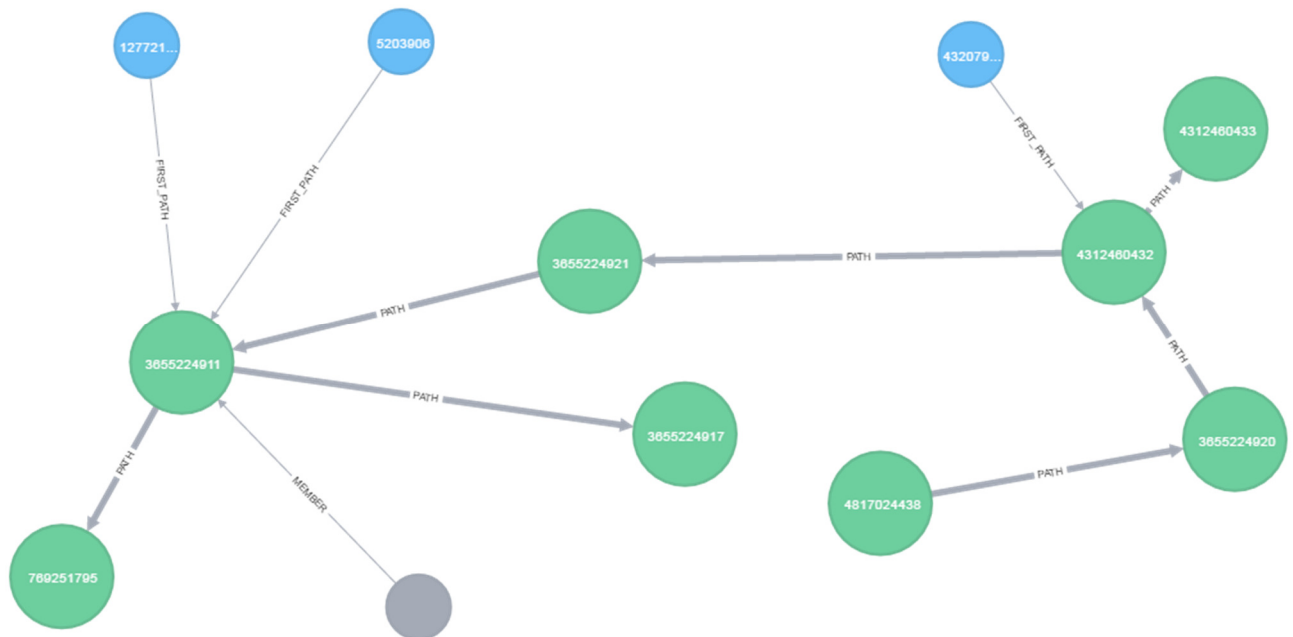 127721...
5203906
432079...
4312460433
FIRST_PATH
FIRST_PATH
FIRST_PATH
PATH
3655224921
PATH
4312460432
PATH
3655224911
PATH
PATH
3655224917
3655224920
PATH
PATH
4817024438
MEMBER
769251795